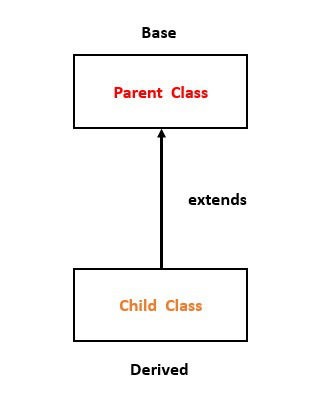 Base
Parent Class
extends
Child Class
Derived